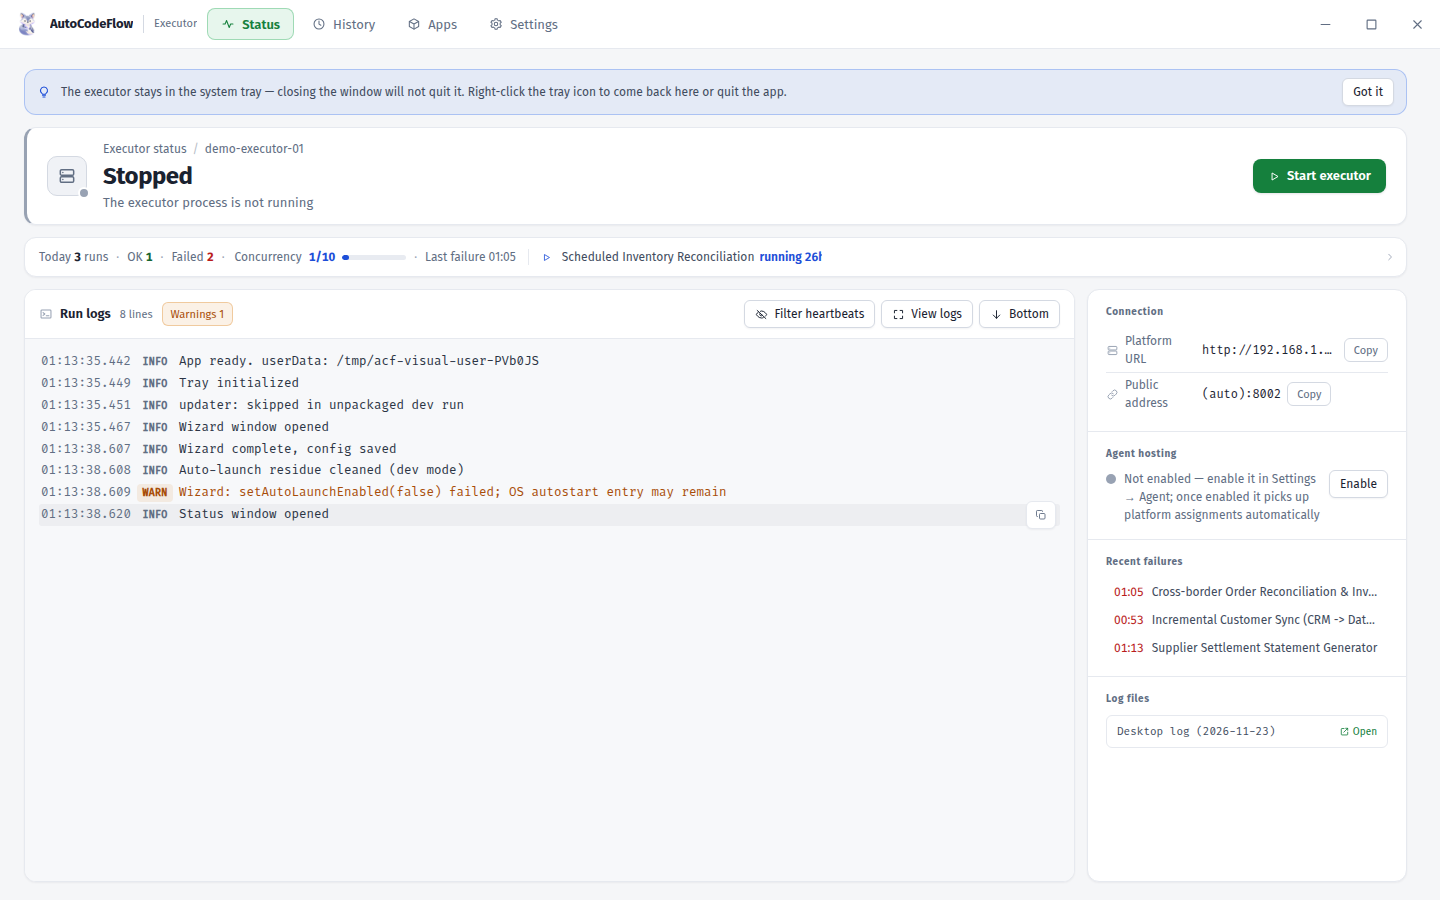 AutoCodeFlow
Executor
Status
History
Apps
Settings
The executor stays in the system tray — closing the window will not quit it. Right-click the tray icon to come back here or quit the app.
Got it
Executor status / demo-executor-01
Stopped
The executor process is not running
Start executor
Today 3 runs · OK 1 · Failed 2 · Concurrency 1/10 · Last failure 01:05
Scheduled Inventory Reconciliation running
Run logs 8 lines Warnings 1
Filter heartbeats
View logs
Bottom
01:13:35.442 INFO App ready. userData: /tmp/acf-visual-user-PVb0JS
01:13:35.449 INFO Tray initialized
01:13:35.451 INFO updater: skipped in unpackaged dev run
01:13:35.467 INFO Wizard window opened
01:13:38.607 INFO Wizard complete, config saved
01:13:38.608 INFO Auto-launch residue cleaned (dev mode)
01:13:38.609 WARN Wizard: setAutoLaunchEnabled(false) failed; OS autostart entry may remain
01:13:38.620 INFO Status window opened
Connection
Platform
URL
http://192.168.1.…
Copy
Public
address
(auto):8002
Copy
Agent hosting
Not enabled — enable it in Settings
→ Agent; once enabled it picks up
platform assignments automatically
Enable
Recent failures
01:05 Cross-border Order Reconciliation & Inv…
00:53 Incremental Customer Sync (CRM -> Dat…
01:13 Supplier Settlement Statement Generator
Log files
Desktop log (2026-11-23)
Open